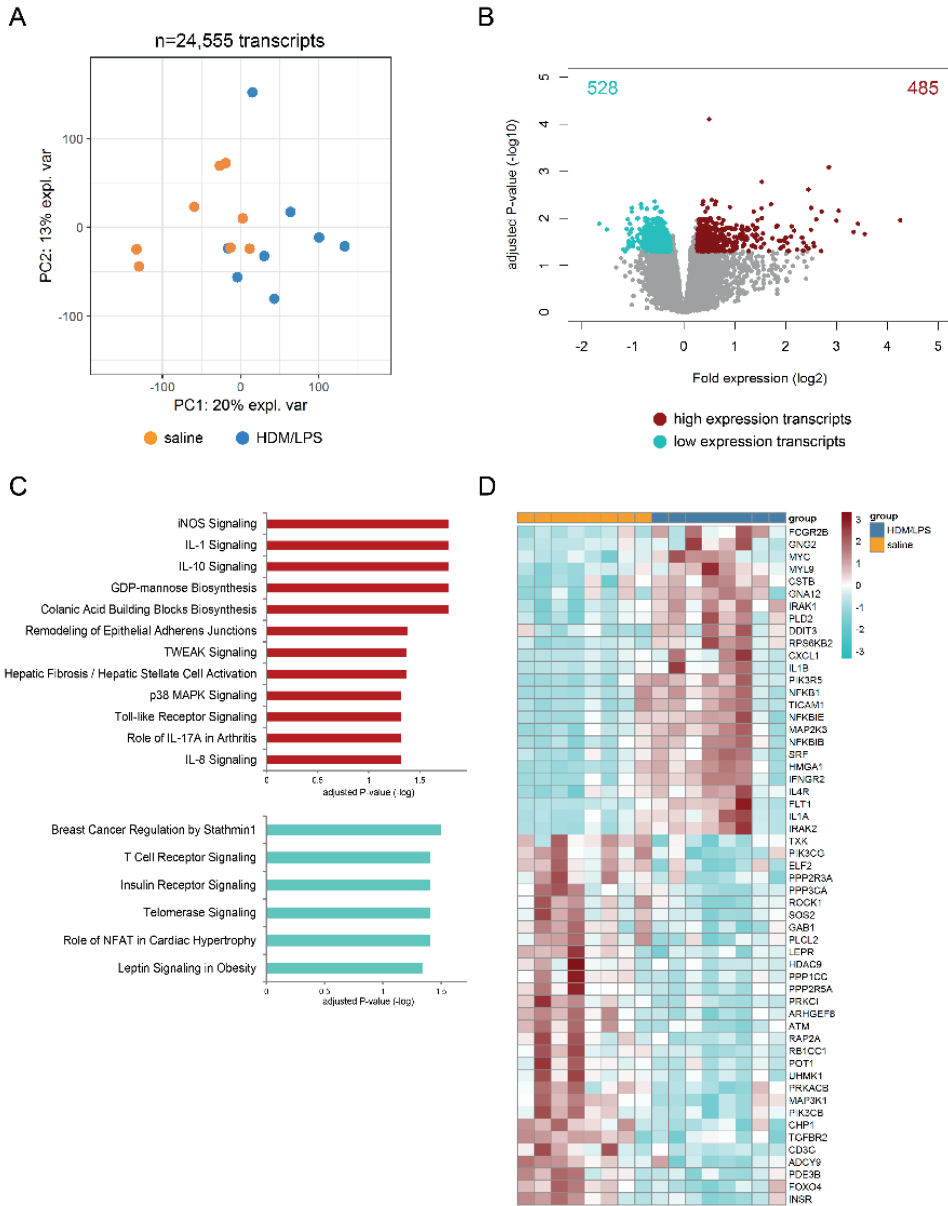 A
n=24,555 transcripts
100
0
-100
PC2: 13% expl. var
-100
0
100
PC1: 20% expl. var
saline
HDM/LPS
B
528
485
5
4
3
2
1
0
adjusted P-value (-log10)
-2
-1
0
1
2
3
4
5
Fold expression (log2)
high expression transcripts
low expression transcripts
C
iNOS Signaling
IL-1 Signaling
IL-10 Signaling
GDP-mannose Biosynthesis
Colanic Acid Building Blocks Biosynthesis
Remodeling of Epithelial Adherens Junctions
TWEAK Signaling
Hepatic Fibrosis / Hepatic Stellate Cell Activation
p38 MAPK Signaling
Toll-like Receptor Signaling
Role of IL-17A in Arthritis
IL-8 Signaling
0
0.5
1
1.5
adjusted P-value (-log)
Breast Cancer Regulation by Stathmin1
T Cell Receptor Signaling
Insulin Receptor Signaling
Telomerase Signaling
Role of NFAT in Cardiac Hypertrophy
Leptin Signaling in Obesity
0
0.5
1
1.5
adjusted P-value (-log)
D
group
FCGR2B
GNG2
MYC
MYL9
CSTB
GNA12
IRAK1
PLD2
DDIT3
RPS6KB2
CXCL1
IL1B
PIK3R5
NFKB1
TICAM1
NFKBIE
MAP2K3
NFKBIB
SRF
HMGA1
IFNGR2
IL4R
FLT1
IL1A
IRAK2
TXK
PIK3CG
ELF2
PPP2R3A
PPP3CA
ROCK1
SOS2
GAB1
PLCL2
LEPR
HDAC9
PPP1CC
PPP2R5A
PRKCI
ARHGEF6
ATM
RAP2A
RB1CC1
POT1
UHMK1
PRKACB
MAP3K1
PIK3CB
CHP1
TGFBR2
CD3G
ADCY9
PDE3B
FOXO4
INSR
3
2
1
0
-1
-2
-3
group
HDM/LPS
saline